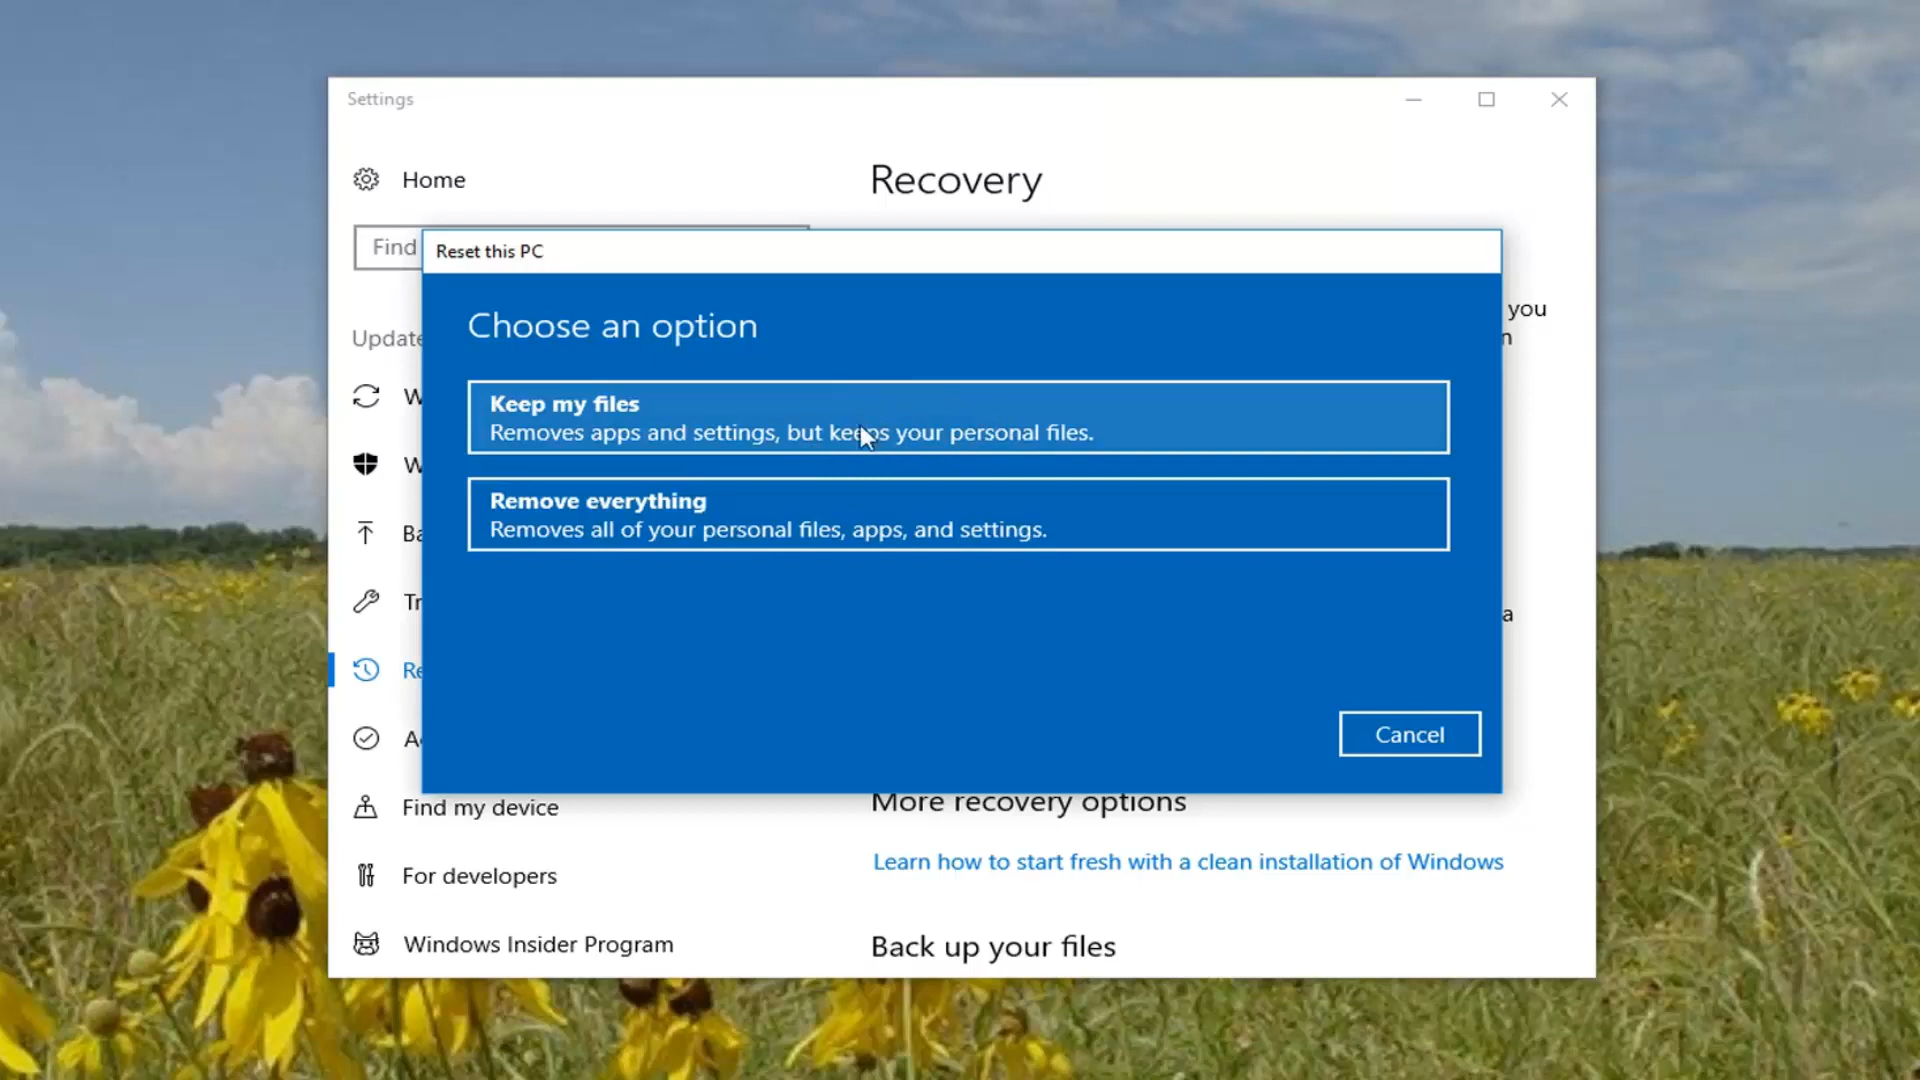 Settings
Home
Recovery
Find
Reset this PC
Choose an option
you
Update
Keep my files
Removes apps and settings, but keeps your personal files.
W
Remove everything
Removes all of your personal files, apps, and settings.
W
Ba
Tr
a
Re
Cancel
More recovery options
Find my device
Learn how to start fresh with a clean installation of Windows
For developers
Windows Insider Program
Back up your files